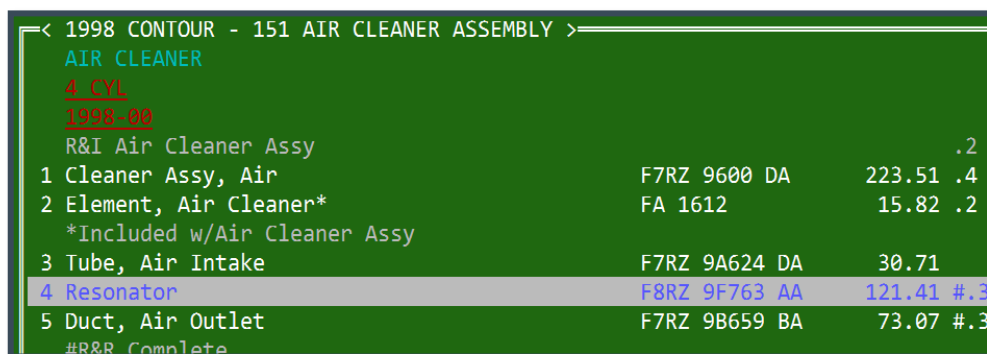 < 1998 CONTOUR - 151 AIR CLEANER ASSEMBLY >
AIR CLEANER
4 CYL
1998-00
R&I Air Cleaner Assy .2
1 Cleaner Assy, Air F7RZ 9600 DA 223.51 .4
2 Element, Air Cleaner* FA 1612 15.82 .2
*Included w/Air Cleaner Assy
3 Tube, Air Intake F7RZ 9A624 DA 30.71
4 Resonator F8RZ 9F763 AA 121.41 #.3
5 Duct, Air Outlet F7RZ 9B659 BA 73.07 #.3
#R&R Complete